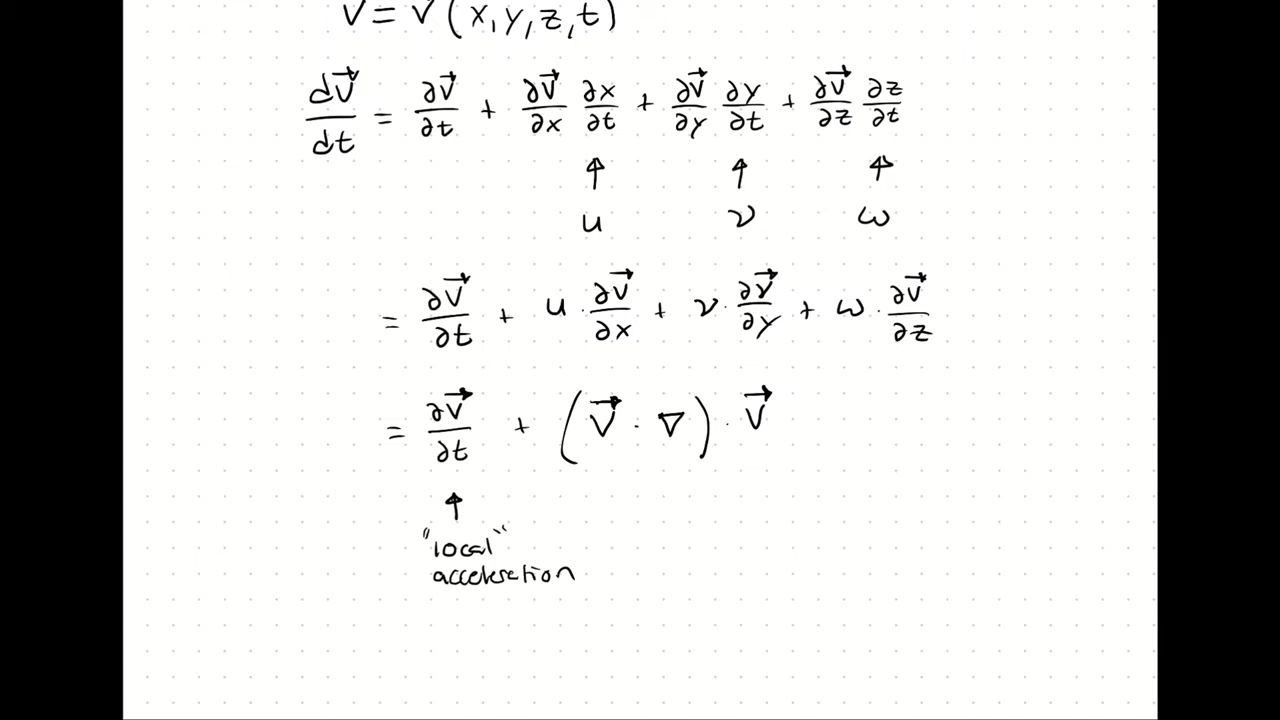 V = V (x, y, z, t)
dV⃗/dt = ∂V⃗/∂t + ∂V⃗/∂x ∂x/∂t + ∂V⃗/∂y ∂y/∂t + ∂V⃗/∂z ∂z/∂t
↑ ↑ ↑
u v w
= ∂V⃗/∂t + u · ∂V⃗/∂x + v · ∂V⃗/∂y + w · ∂V⃗/∂z
= ∂V⃗/∂t + (V⃗ · ∇) · V⃗
↑
"local"
acceleration